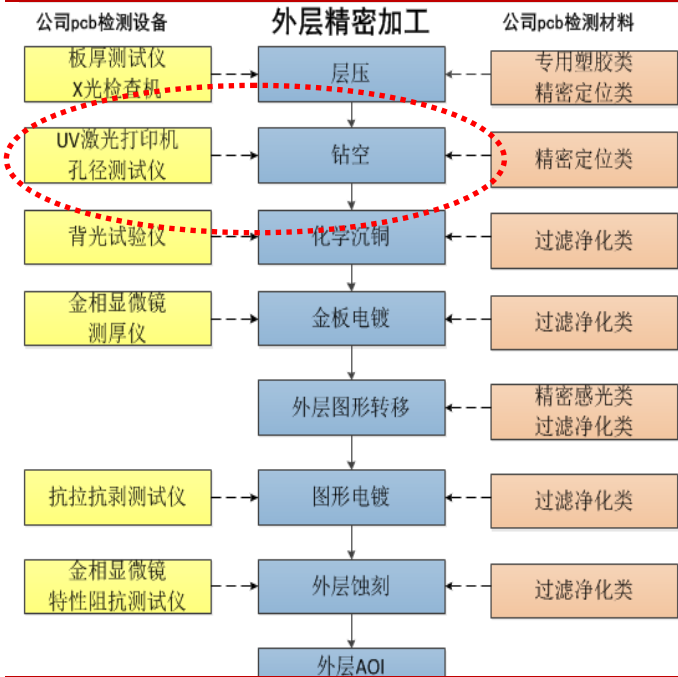 公司pcb检测设备
外层精密加工
公司pcb检测材料
板厚测试仪
X光检查机
层压
专用塑胶类
精密定位类
UV激光打印机
孔径测试仪
钻空
精密定位类
背光试验仪
化学沉铜
过滤净化类
金相显微镜
测厚仪
金板电镀
过滤净化类
外层图形转移
精密感光类
过滤净化类
抗拉抗剥测试仪
图形电镀
过滤净化类
金相显微镜
特性阻抗测试仪
外层蚀刻
过滤净化类
外层AOI